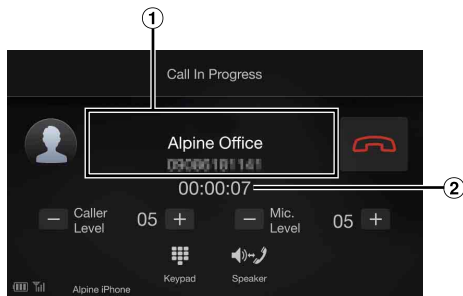 1
Call In Progress
Alpine Office
00:00:07
2
Caller Level 05
Mic. Level 05
Keypad
Speaker
Alpine iPhone